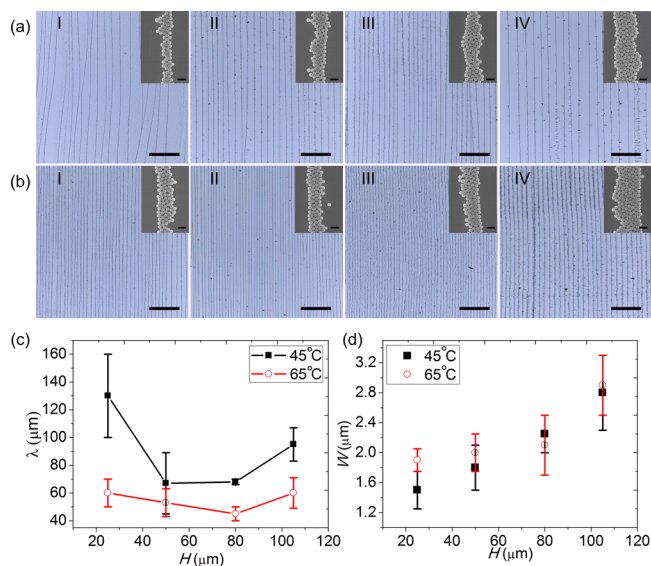 (a) I II III IV
(b) I II III IV
(c) (d)
160
140
120
100
80
60
40
λ (μm)
45°C
65°C
20 40 60 80 100 120
H (μm)
3.2
2.8
2.4
2.0
1.6
1.2
W (μm)
45°C
65°C
20 40 60 80 100 120
H (μm)